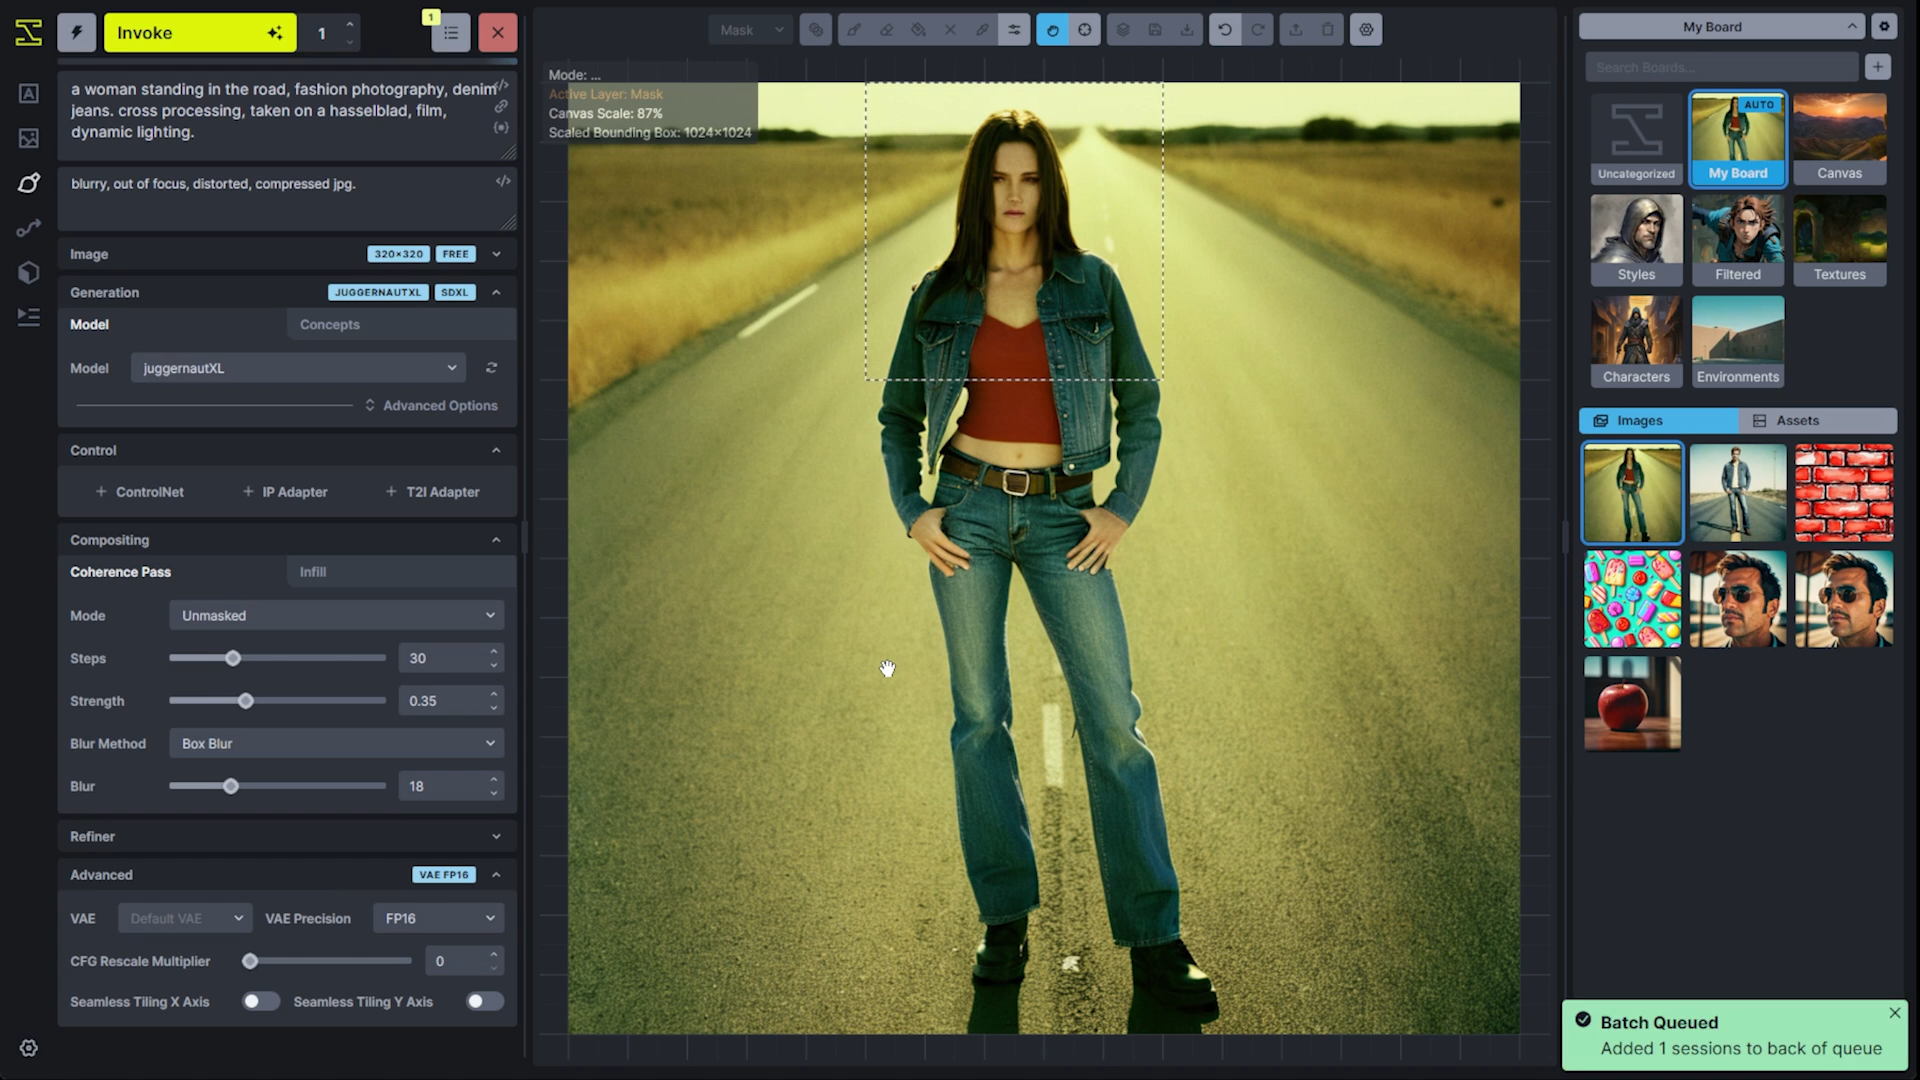 Invoke
1
1
a woman standing in the road, fashion photography, denim
jeans. cross processing, taken on a hasselblad, film,
dynamic lighting.
blurry, out of focus, distorted, compressed jpg.
Image
320×320
FREE
Generation
JUGGERNAUTXL
SDXL
Model
Concepts
Model
juggernautXL
Advanced Options
Control
+ ControlNet
+ IP Adapter
+ T2I Adapter
Compositing
Coherence Pass
Infill
Mode
Unmasked
Steps
30
Strength
0.35
Blur Method
Box Blur
Blur
18
Refiner
Advanced
VAE FP16
VAE
Default VAE
VAE Precision
FP16
CFG Rescale Multiplier
0
Seamless Tiling X Axis
Seamless Tiling Y Axis
Mask
Mode: ...
Active Layer: Mask
Canvas Scale: 87%
Scaled Bounding Box: 1024×1024
My Board
Search Boards...
Uncategorized
AUTO
My Board
Canvas
Styles
Filtered
Textures
Characters
Environments
Images
Assets
Batch Queued
Added 1 sessions to back of queue